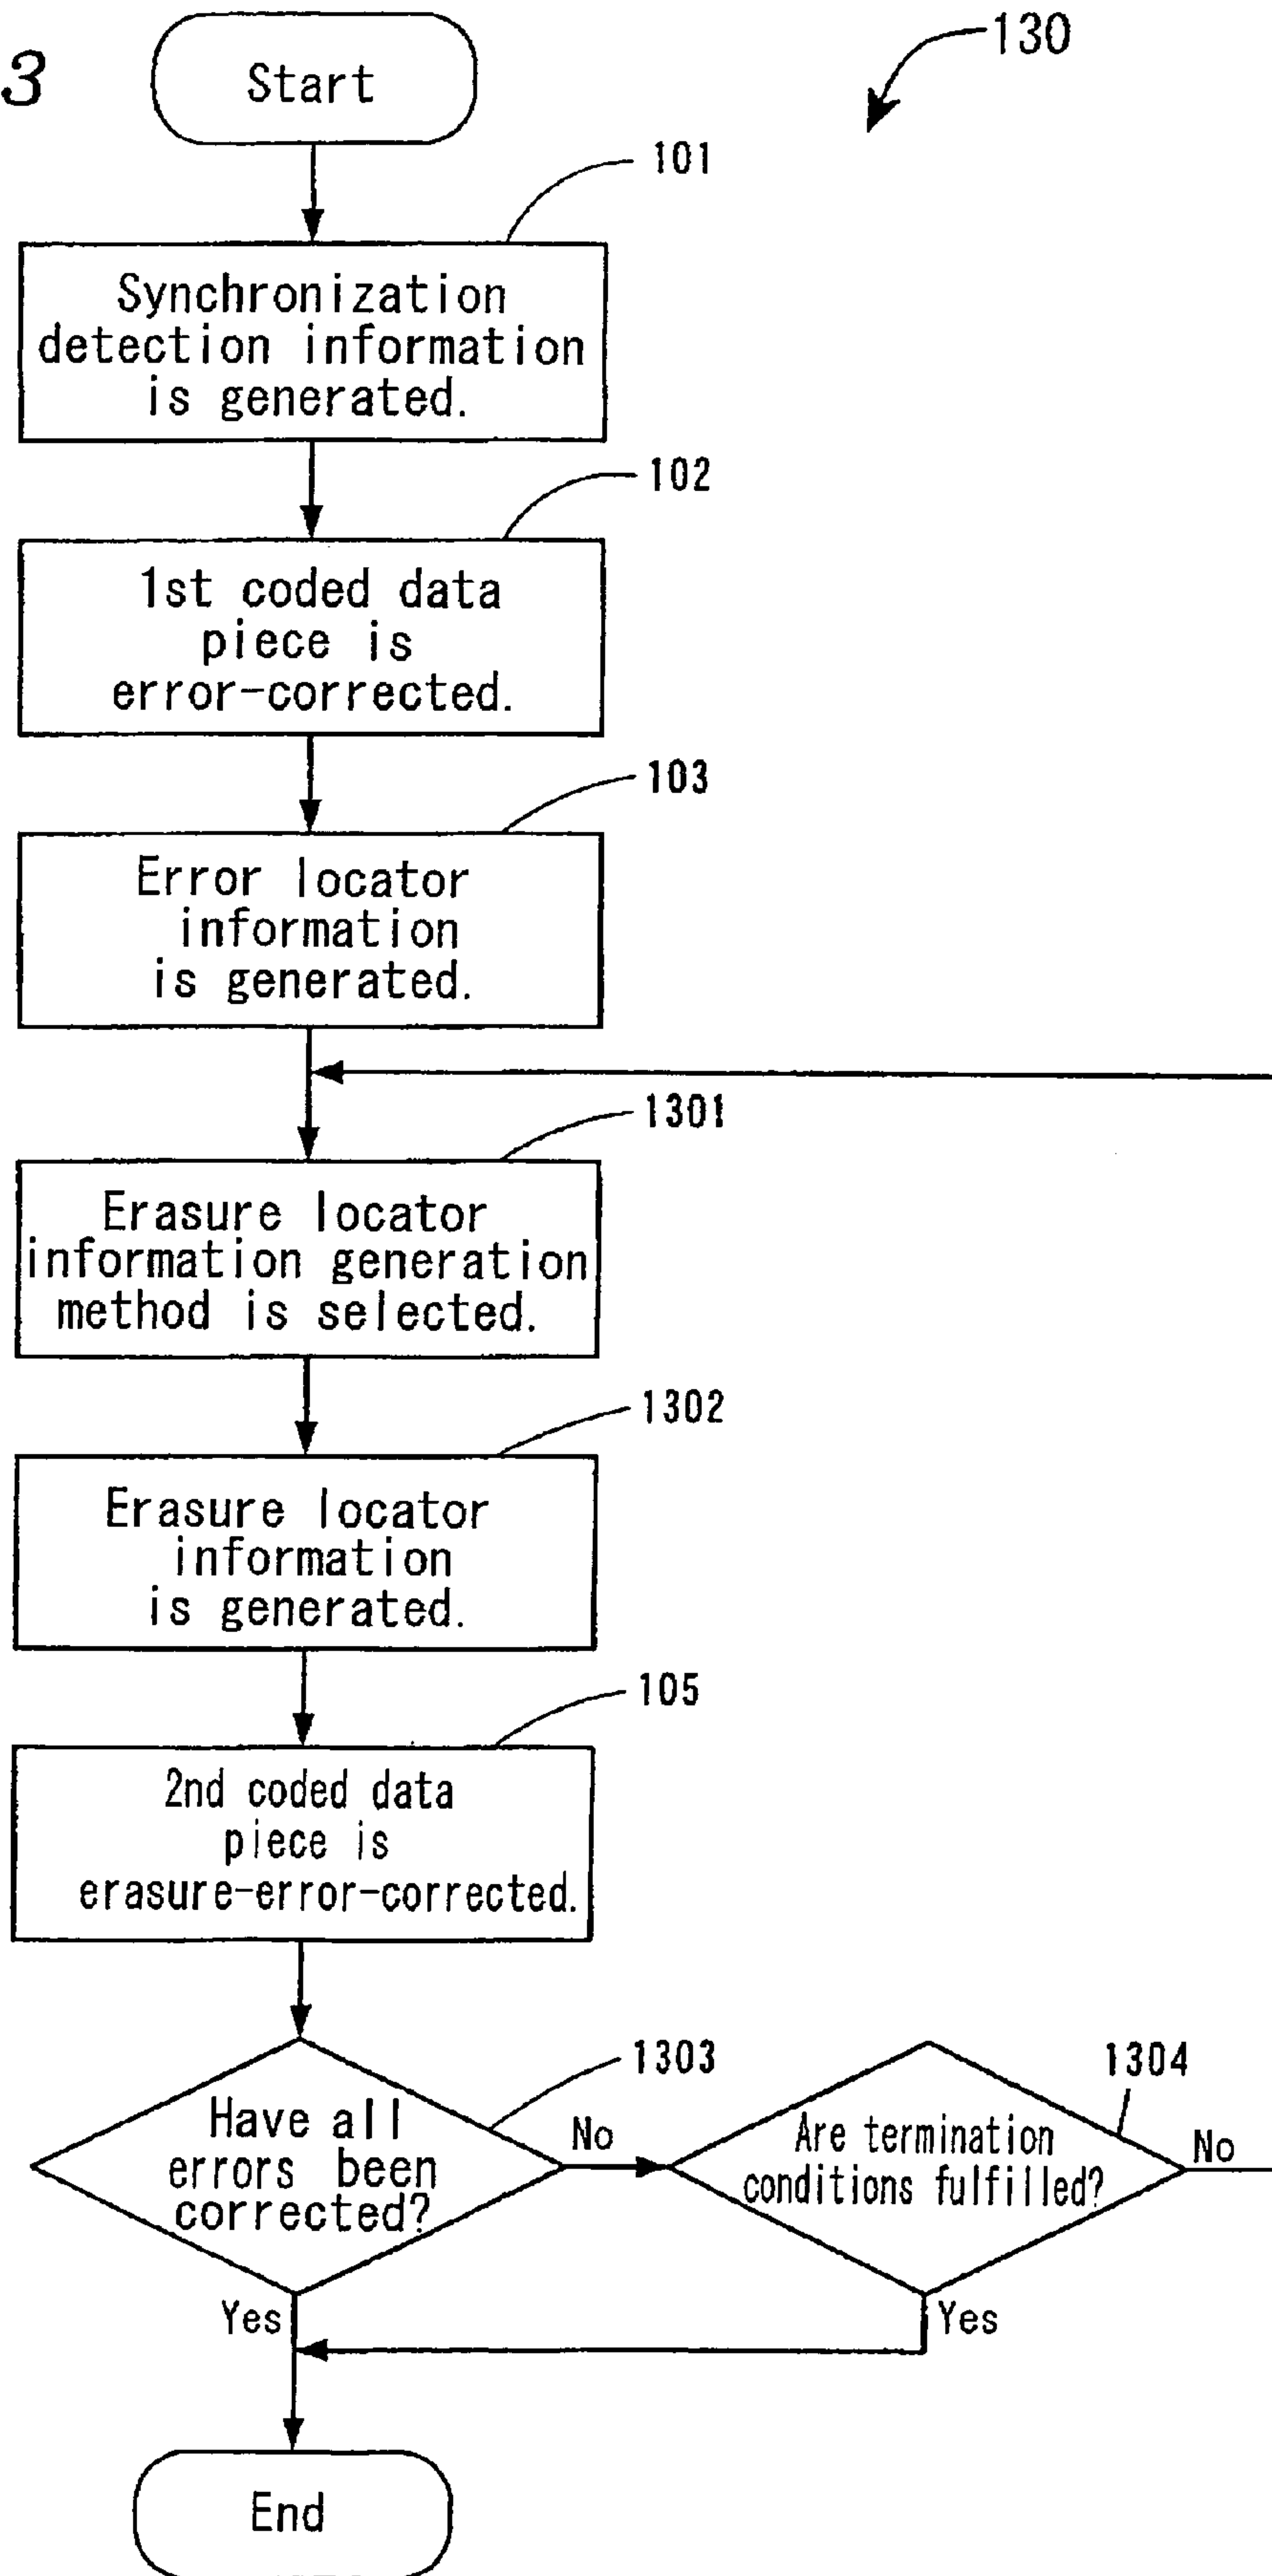 3
Start
130
101
Synchronization
detection information
is generated.
102
1st coded data
piece is
error-corrected.
103
Error locator
information
is generated.
1301
Erasure locator
information generation
method is selected.
1302
Erasure locator
information
is generated.
105
2nd coded data
piece is
erasure-error-corrected.
1303
Have all
errors been
corrected?
No
1304
Are termination
conditions fulfilled?
No
Yes
Yes
End